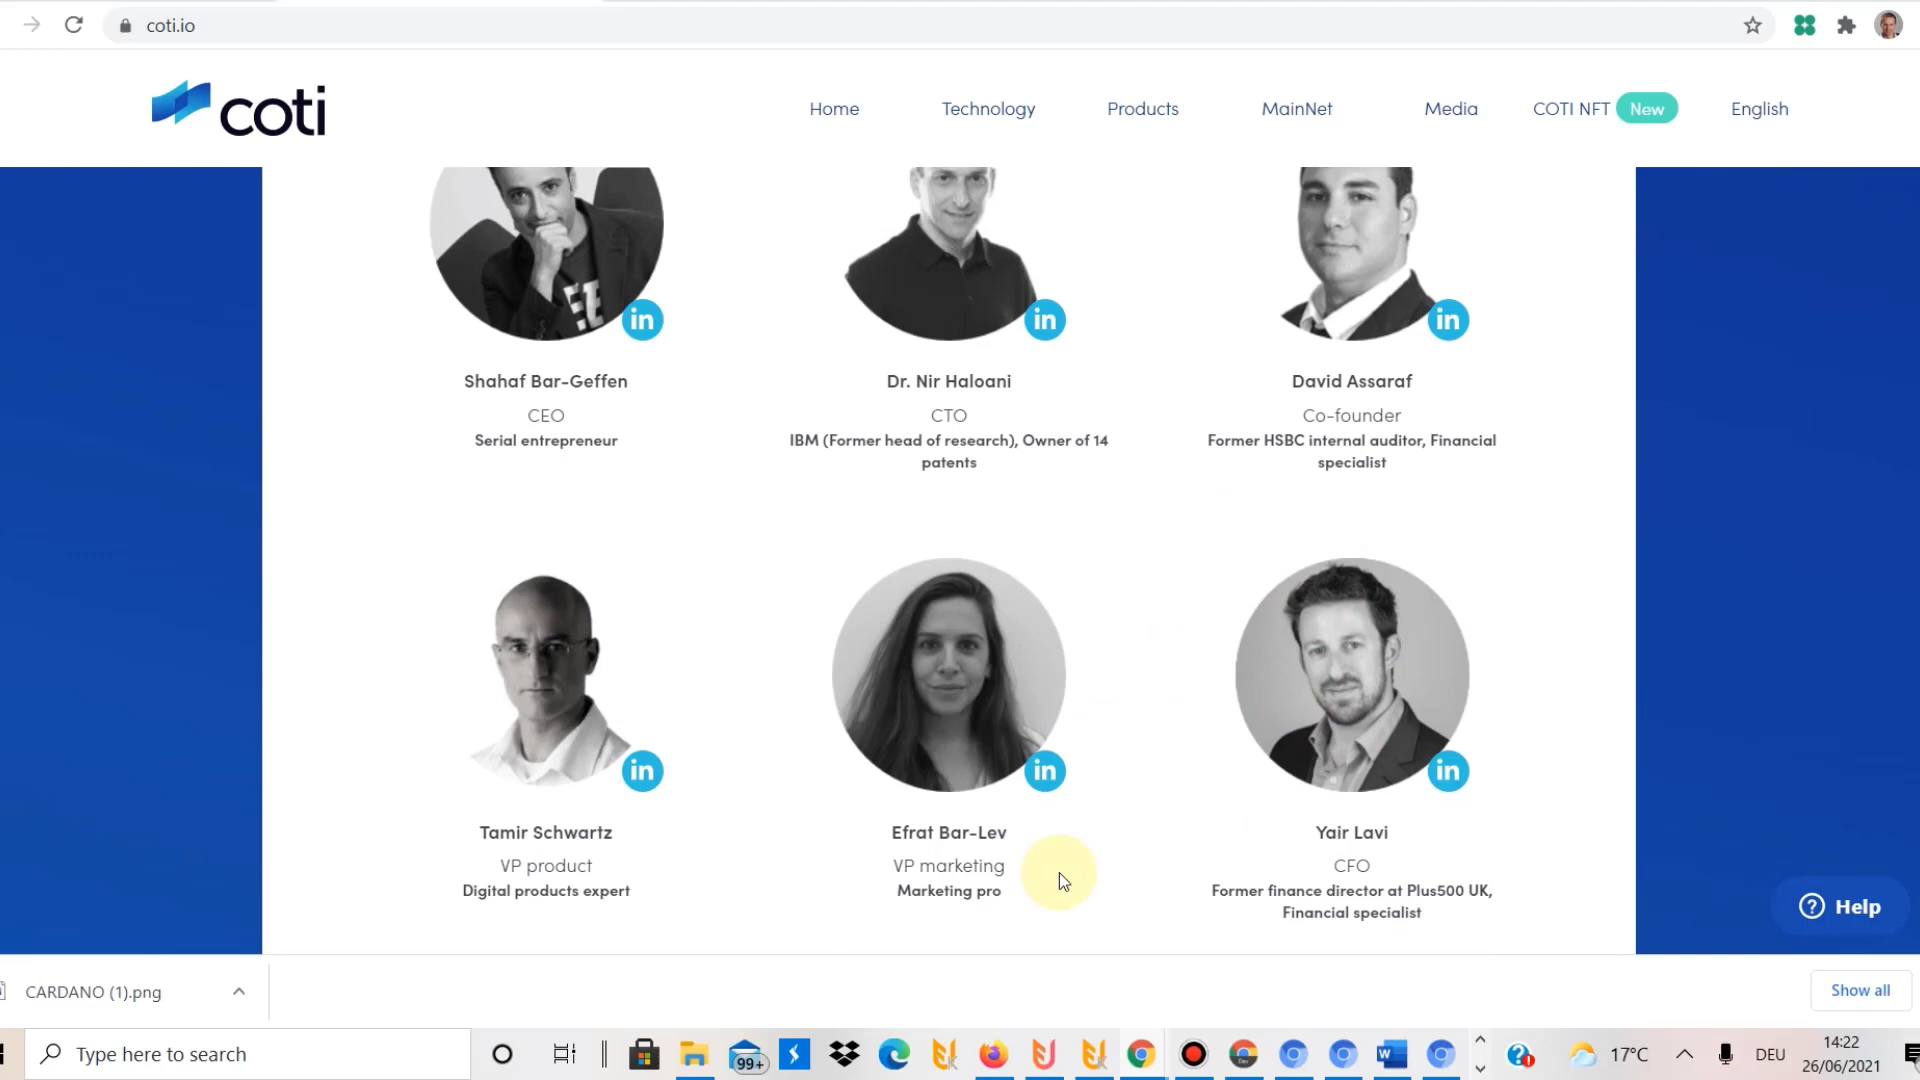 coti.io
coti
Home
Technology
Products
MainNet
Media
COTI NFT
New
English
in
in
in
Shahaf Bar-Geffen
Dr. Nir Haloani
David Assaraf
CEO
CTO
Co-founder
Serial entrepreneur
IBM (Former head of research), Owner of 14
patents
Former HSBC internal auditor, Financial
specialist
in
in
in
Tamir Schwartz
Efrat Bar-Lev
Yair Lavi
VP product
VP marketing
CFO
Digital products expert
Marketing pro
Former finance director at Plus500 UK,
Financial specialist
? Help
CARDANO (1).png
Show all
Type here to search
99+
17°C
DEU
14:22
26/06/2021